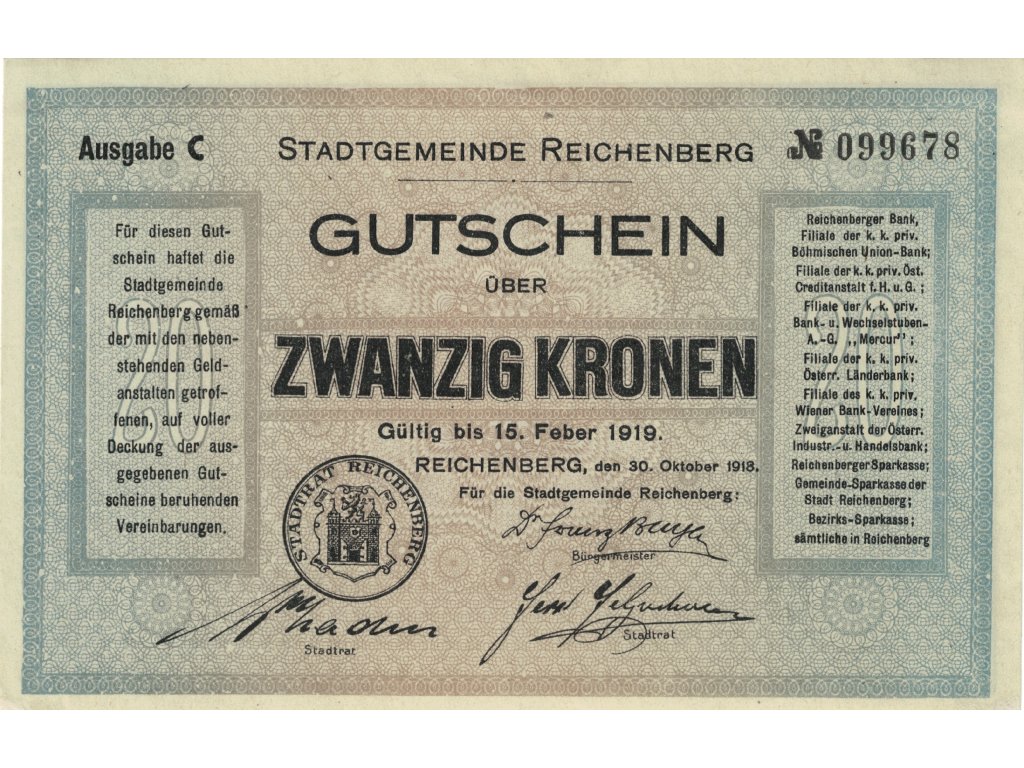 Ausgabe C
STADTGEMEINDE REICHENBERG
№ 099678
GUTSCHEIN
ÜBER
ZWANZIG KRONEN
Gültig bis 15. Feber 1919.
REICHENBERG, den 30. Oktober 1918.
Für die Stadtgemeinde Reichenberg:
Bürgermeister
Stadtrat
Stadtrat
STADTRAT REICHENBERG
Für diesen Gut-
schein haftet die
Stadtgemeinde
Reichenberg gemäß
der mit den neben-
stehenden Geld-
anstalten getrof-
fenen, auf voller
Deckung der aus-
gegebenen Gut-
scheine beruhenden
Vereinbarungen.
20
Reichenberger Bank,
Filiale der k. k. priv.
Böhmischen Union-Bank;
Filiale der k. k. priv. Öst.
Creditanstalt f. H. u. G.;
Filiale der k. k. priv.
Bank- u. Wechselstuben-
A.-G. „Mercur";
Filiale der k. k. priv.
Österr. Länderbank;
Filiale des k. k. priv.
Wiener Bank-Vereines;
Zweiganstalt der Österr.
Industr.- u. Handelsbank;
Reichenberger Sparkasse;
Gemeinde-Sparkasse der
Stadt Reichenberg;
Bezirks-Sparkasse;
sämtliche in Reichenberg